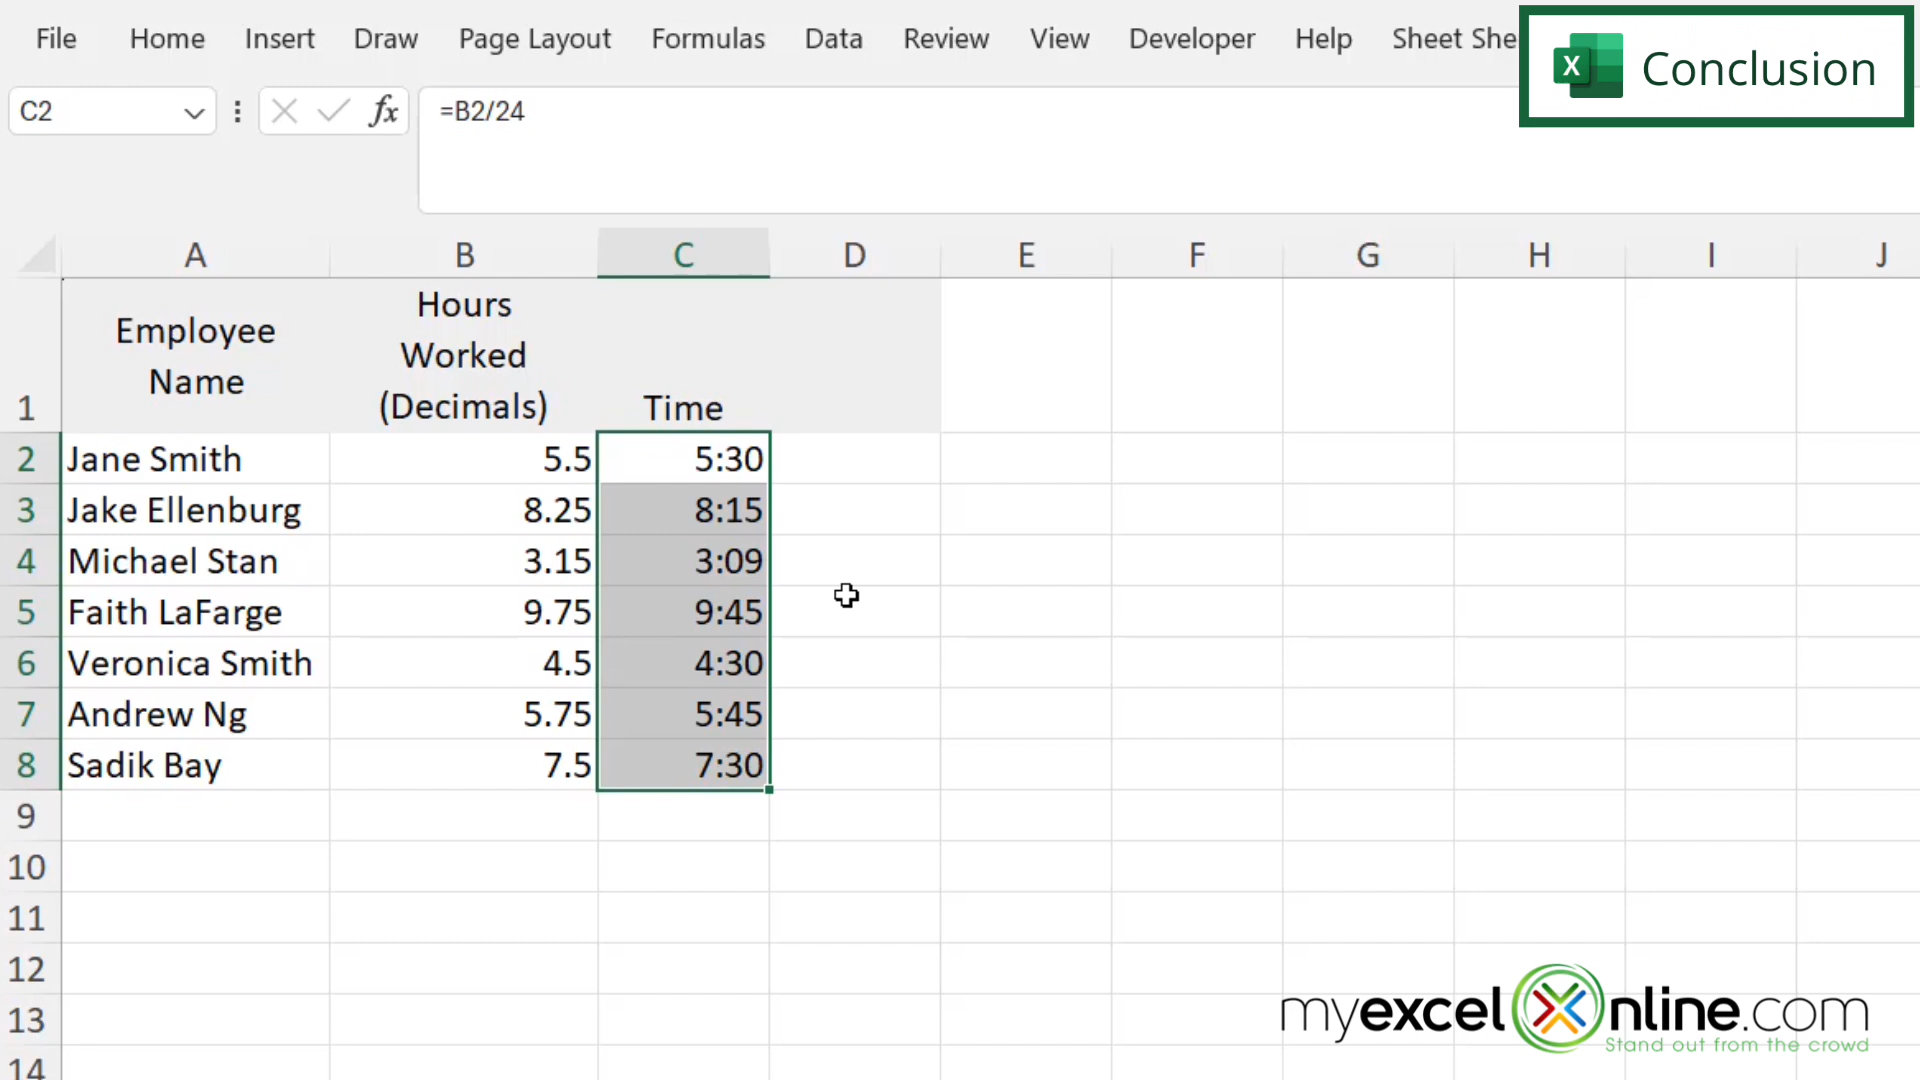 File Home Insert Draw Page Layout Formulas Data Review View Developer Help Sheet She
X Conclusion
C2 fx =B2/24
A B C D E F G H I J
1 Employee Name Hours Worked (Decimals) Time
2 Jane Smith 5.5 5:30
3 Jake Ellenburg 8.25 8:15
4 Michael Stan 3.15 3:09
5 Faith LaFarge 9.75 9:45
6 Veronica Smith 4.5 4:30
7 Andrew Ng 5.75 5:45
8 Sadik Bay 7.5 7:30
9
10
11
12
13
14
myexcelOnline.com
Stand out from the crowd